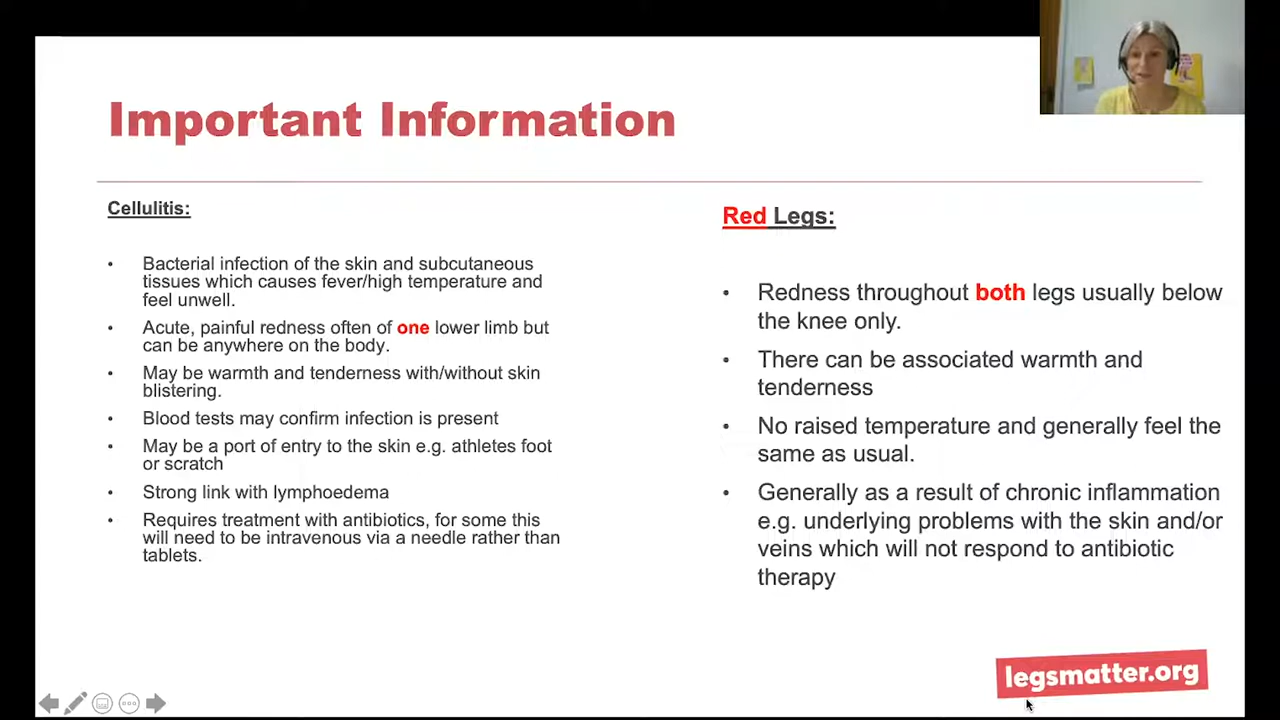 Important Information
Cellulitis:
• Bacterial infection of the skin and subcutaneous
tissues which causes fever/high temperature and
feel unwell.
• Acute, painful redness often of one lower limb but
can be anywhere on the body.
• May be warmth and tenderness with/without skin
blistering.
• Blood tests may confirm infection is present
• May be a port of entry to the skin e.g. athletes foot
or scratch
• Strong link with lymphoedema
• Requires treatment with antibiotics, for some this
will need to be intravenous via a needle rather than
tablets.
Red Legs:
• Redness throughout both legs usually below
the knee only.
• There can be associated warmth and
tenderness
• No raised temperature and generally feel the
same as usual.
• Generally as a result of chronic inflammation
e.g. underlying problems with the skin and/or
veins which will not respond to antibiotic
therapy
legsmatter.org